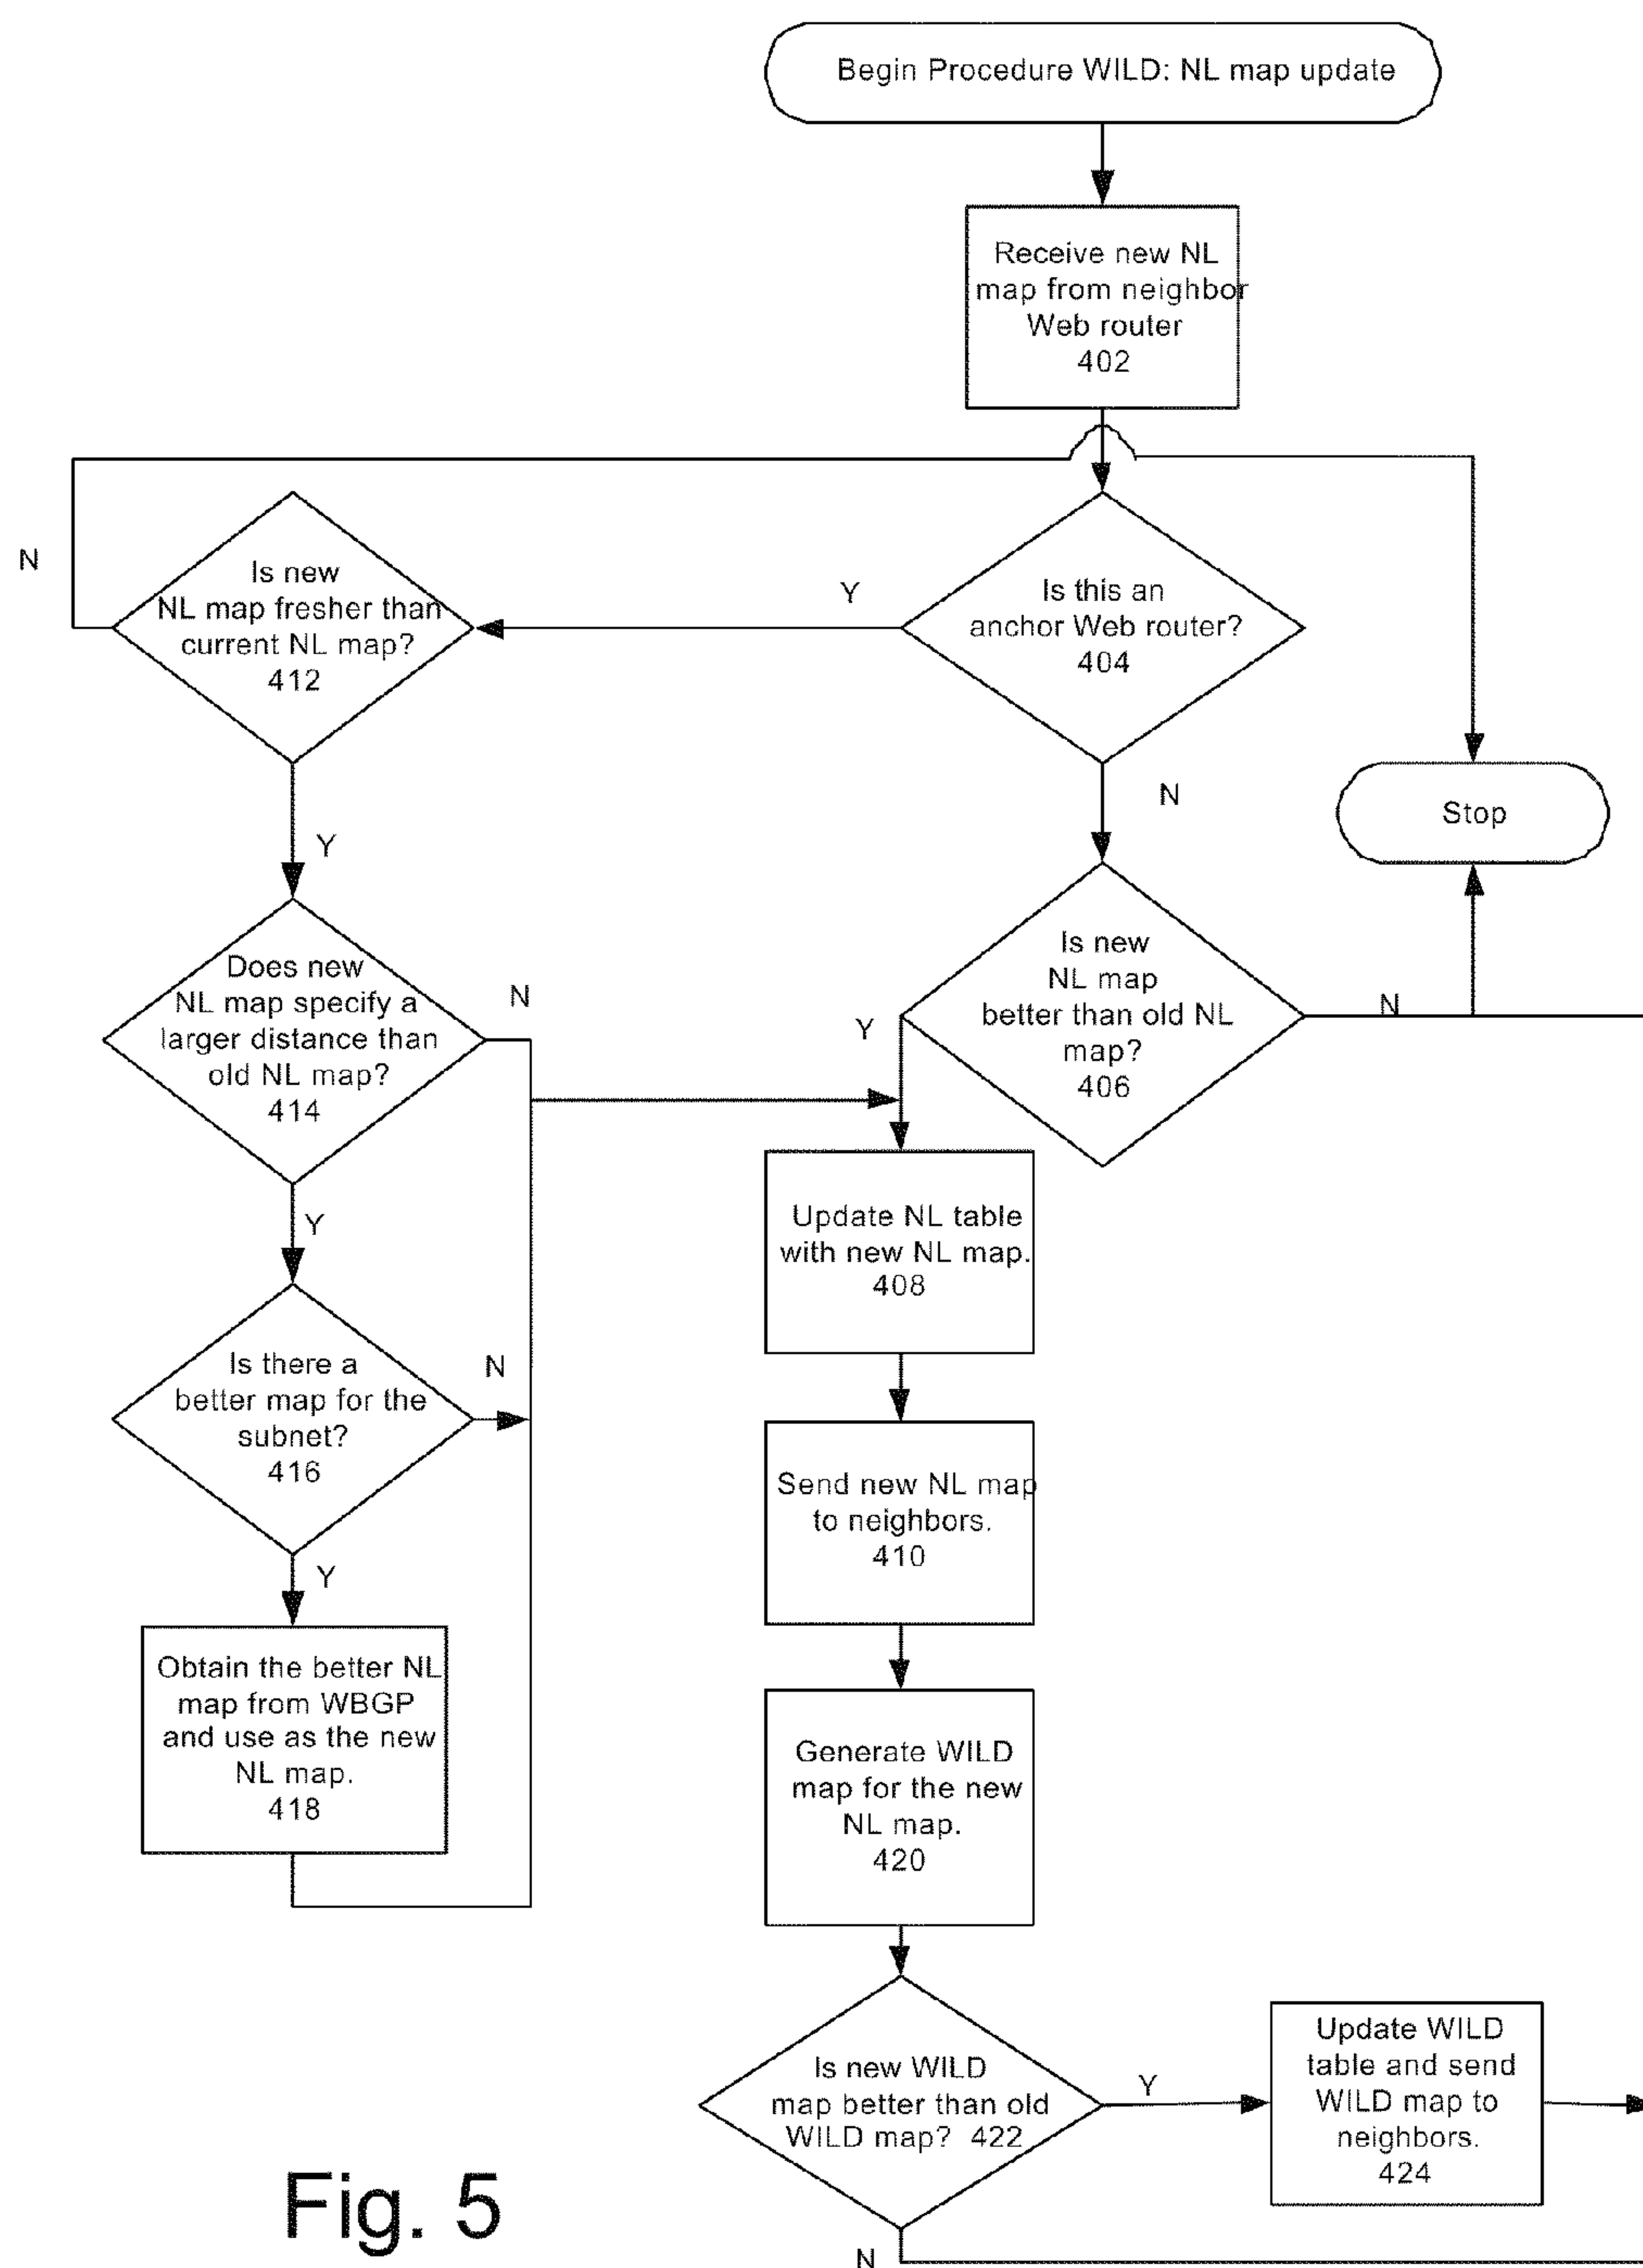 Begin Procedure WILD: NL map update
Receive new NL
map from neighbor
Web router
402
N
Is new
NL map fresher than
current NL map?
412
Y
Is this an
anchor Web router?
404
N
Stop
Y
Does new
NL map specify a
larger distance than
old NL map?
414
N
Y
Is new
NL map
better than old NL
map?
406
N
Y
Update NL table
with new NL map.
408
Is there a
better map for the
subnet?
416
N
Y
Send new NL map
to neighbors.
410
Obtain the better NL
map from WBGP
and use as the new
NL map.
418
Generate WILD
map for the new
NL map.
420
Is new WILD
map better than old
WILD map? 422
Y
Update WILD
table and send
WILD map to
neighbors.
424
N
Fig. 5